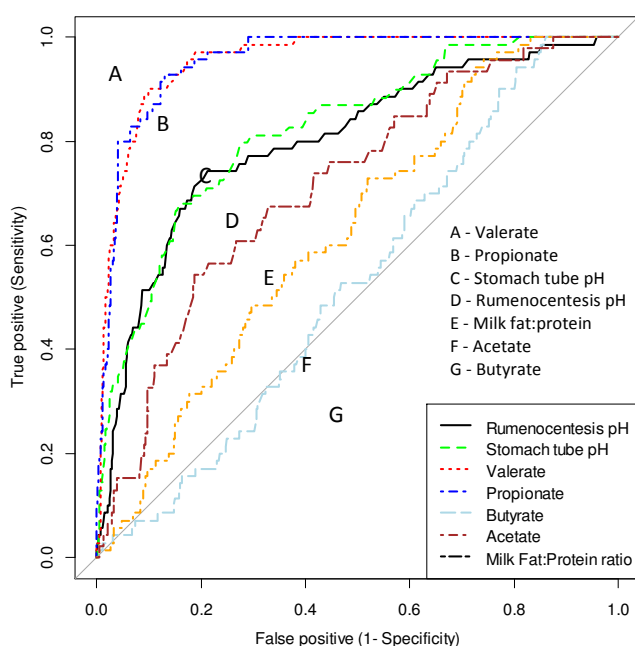 A
B
C
D
E
F
G
A - Valerate
B - Propionate
C - Stomach tube pH
D - Rumenocentesis pH
E - Milk fat:protein
F - Acetate
G - Butyrate
Rumenocentesis pH
Stomach tube pH
Valerate
Propionate
Butyrate
Acetate
Milk Fat:Protein ratio
True positive (Sensitivity)
1.0
0.8
0.6
0.4
0.2
0.0
0.0 0.2 0.4 0.6 0.8 1.0
False positive (1- Specificity)